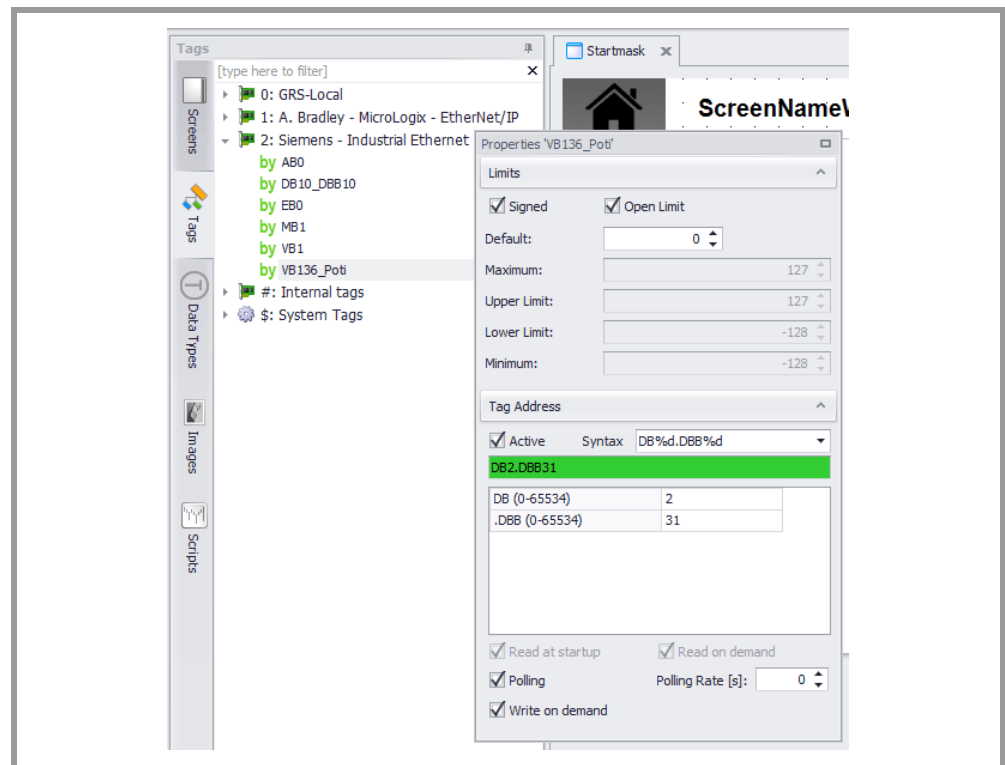 Tags
[type here to filter]
0: GRS-Local
1: A. Bradley - MicroLogix - EtherNet/IP
2: Siemens - Industrial Ethernet
by AB0
by DB10_DBB10
by EB0
by MB1
by VB1
by VB136_Poti
#: Internal tags
$: System Tags
Screens
Tags
Data Types
Images
Scripts
Startmask
ScreenNameW
Properties 'VB136_Poti'
Limits
Signed Open Limit
Default: 0
Maximum: 127
Upper Limit: 127
Lower Limit: -128
Minimum: -128
Tag Address
Active Syntax DB%d.DBB%d
DB2.DBB31
DB (0-65534) 2
.DBB (0-65534) 31
Read at startup Read on demand
Polling Polling Rate [s]: 0
Write on demand